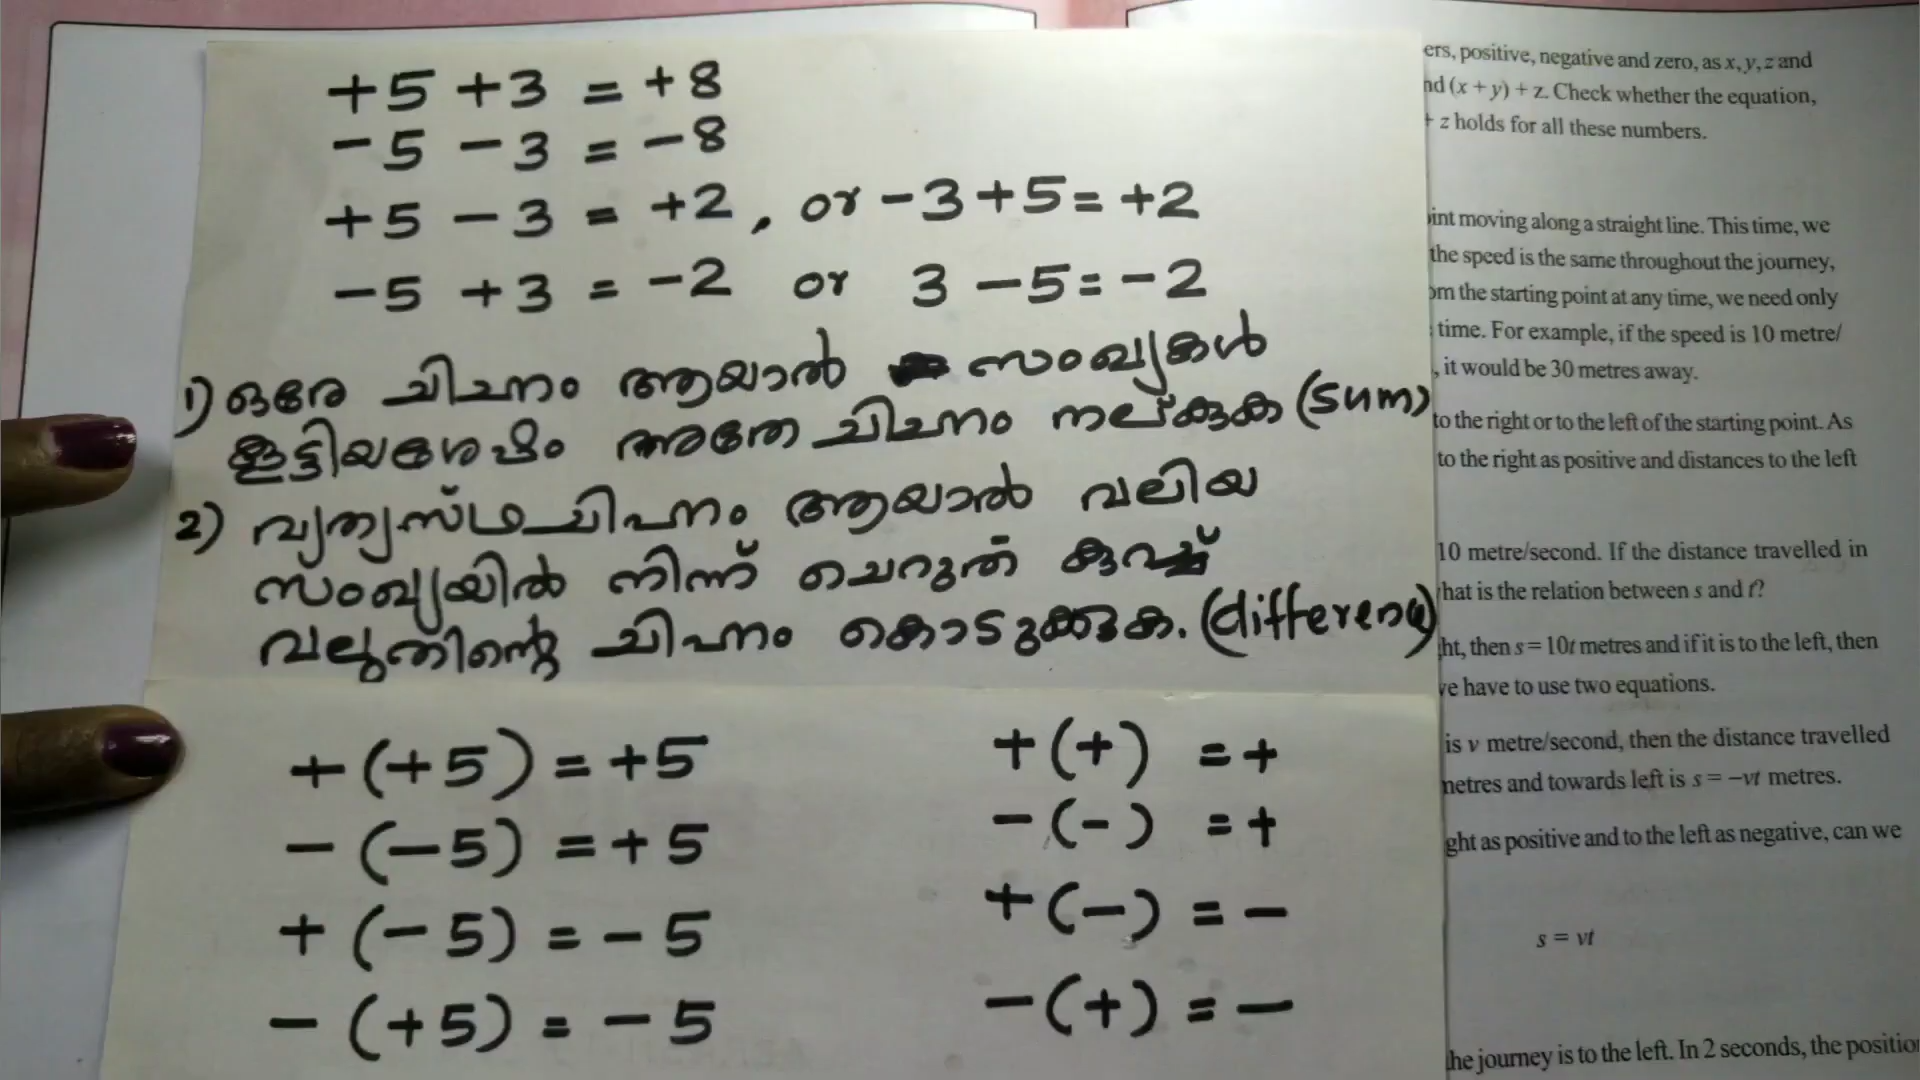 +5 +3 = +8
-5 -3 = -8
+5 -3 = +2, or -3+5= +2
-5 +3 = -2 or 3 -5= -2
1) ഒരേ ചിഹ്നം ആയാൽ സംഖ്യകൾ
കൂട്ടിയശേഷം അതേ ചിഹ്നം നല്കുക (sum)
2) വ്യത്യസ്ഥ ചിഹ്നം ആയാൽ വലിയ
സംഖ്യയിൽ നിന്ന് ചെറുത്
വലുതിൻ്റെ ചിഹ്നം കൊടുക്കുക. (difference)
+(+5) = +5
-(-5) = +5
+(-5) = -5
-(+5) = -5
+(+) = +
-(-) = +
+(-) = -
-(+) = -
ers, positive, negative and zero, as x, y, z and
nd (x + y) + z. Check whether the equation,
+ z holds for all these numbers.
int moving along a straight line. This time, we
the speed is the same throughout the journey,
om the starting point at any time, we need only
time. For example, if the speed is 10 metre/
, it would be 30 metres away.
to the right or to the left of the starting point. As
to the right as positive and distances to the left
10 metre/second. If the distance travelled in
hat is the relation between s and t?
ht, then s = 10t metres and if it is to the left, then
ve have to use two equations.
is v metre/second, then the distance travelled
netres and towards left is s = -vt metres.
ght as positive and to the left as negative, can we
s = vt
he journey is to the left. In 2 seconds, the position